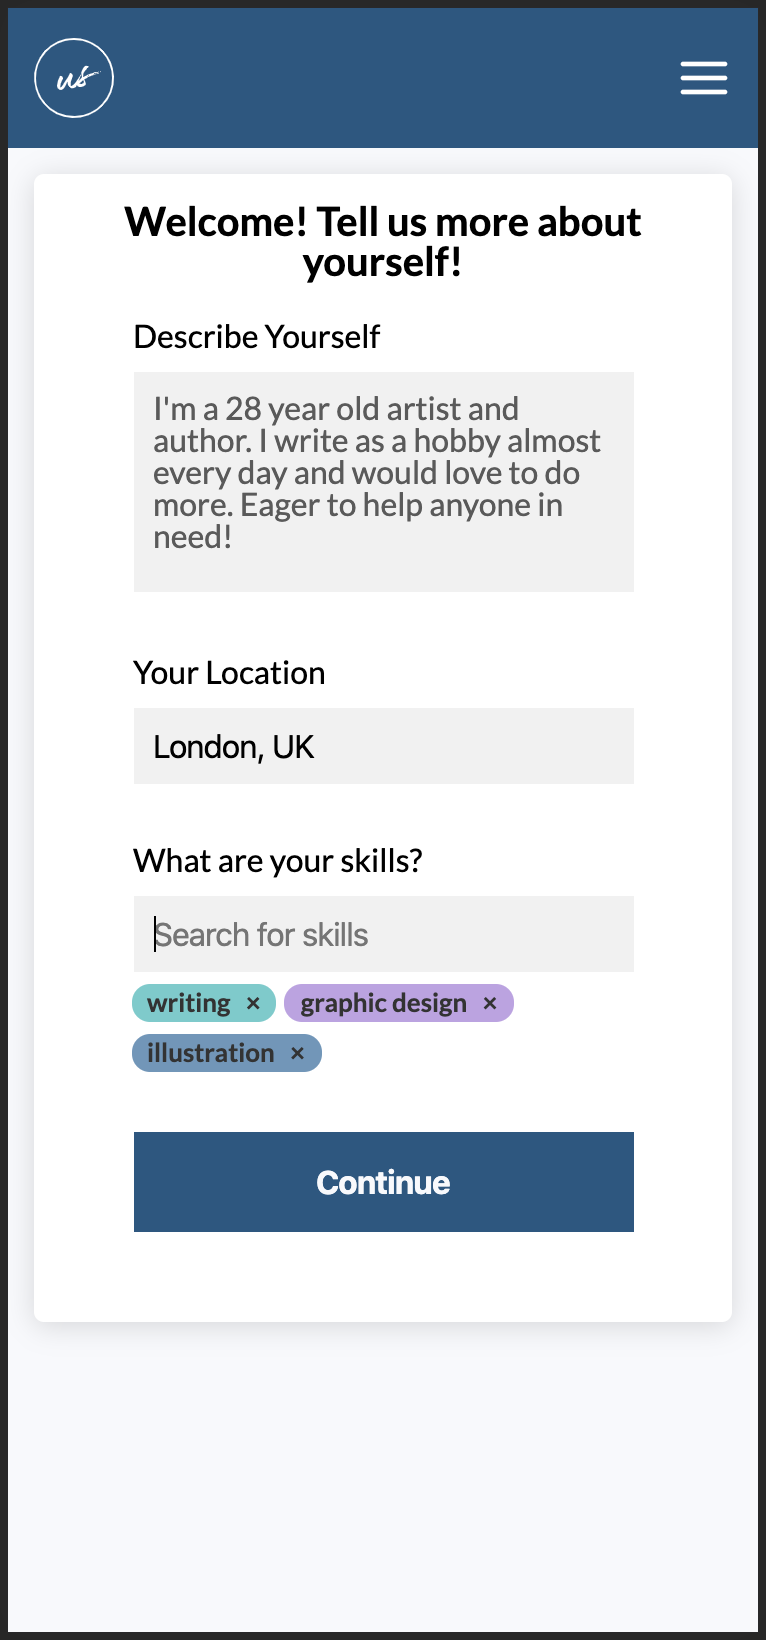 us
Welcome! Tell us more about
yourself!
Describe Yourself
I'm a 28 year old artist and
author. I write as a hobby almost
every day and would love to do
more. Eager to help anyone in
need!
Your Location
London, UK
What are your skills?
Search for skills
writing × graphic design ×
illustration ×
Continue